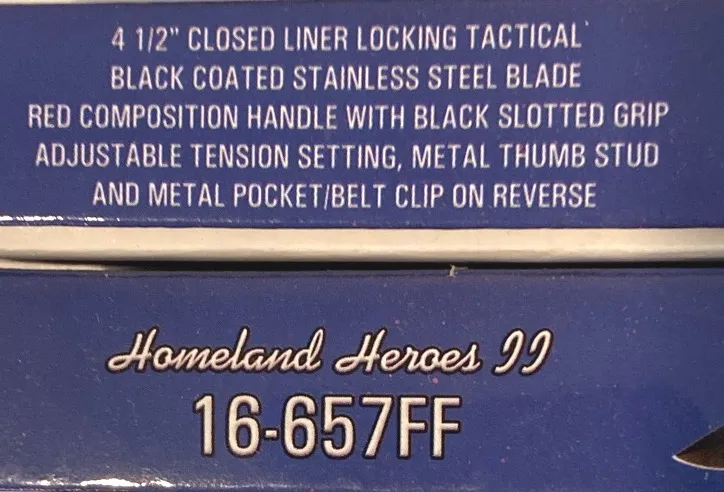 4 1/2" CLOSED LINER LOCKING TACTICAL
BLACK COATED STAINLESS STEEL BLADE
RED COMPOSITION HANDLE WITH BLACK SLOTTED GRIP
ADJUSTABLE TENSION SETTING, METAL THUMB STUD
AND METAL POCKET/BELT CLIP ON REVERSE
Homeland Heroes II
16-657FF